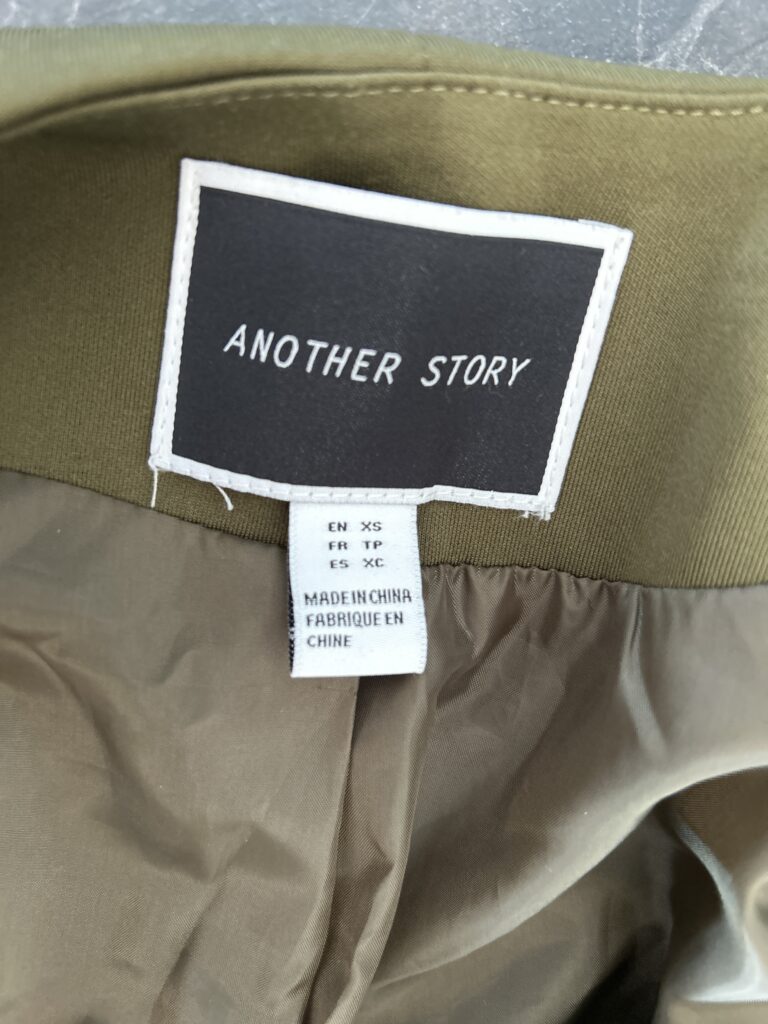 ANOTHER STORY
EN XS
FR TP
ES XC
MADE IN CHINA
FABRIQUE EN
CHINE